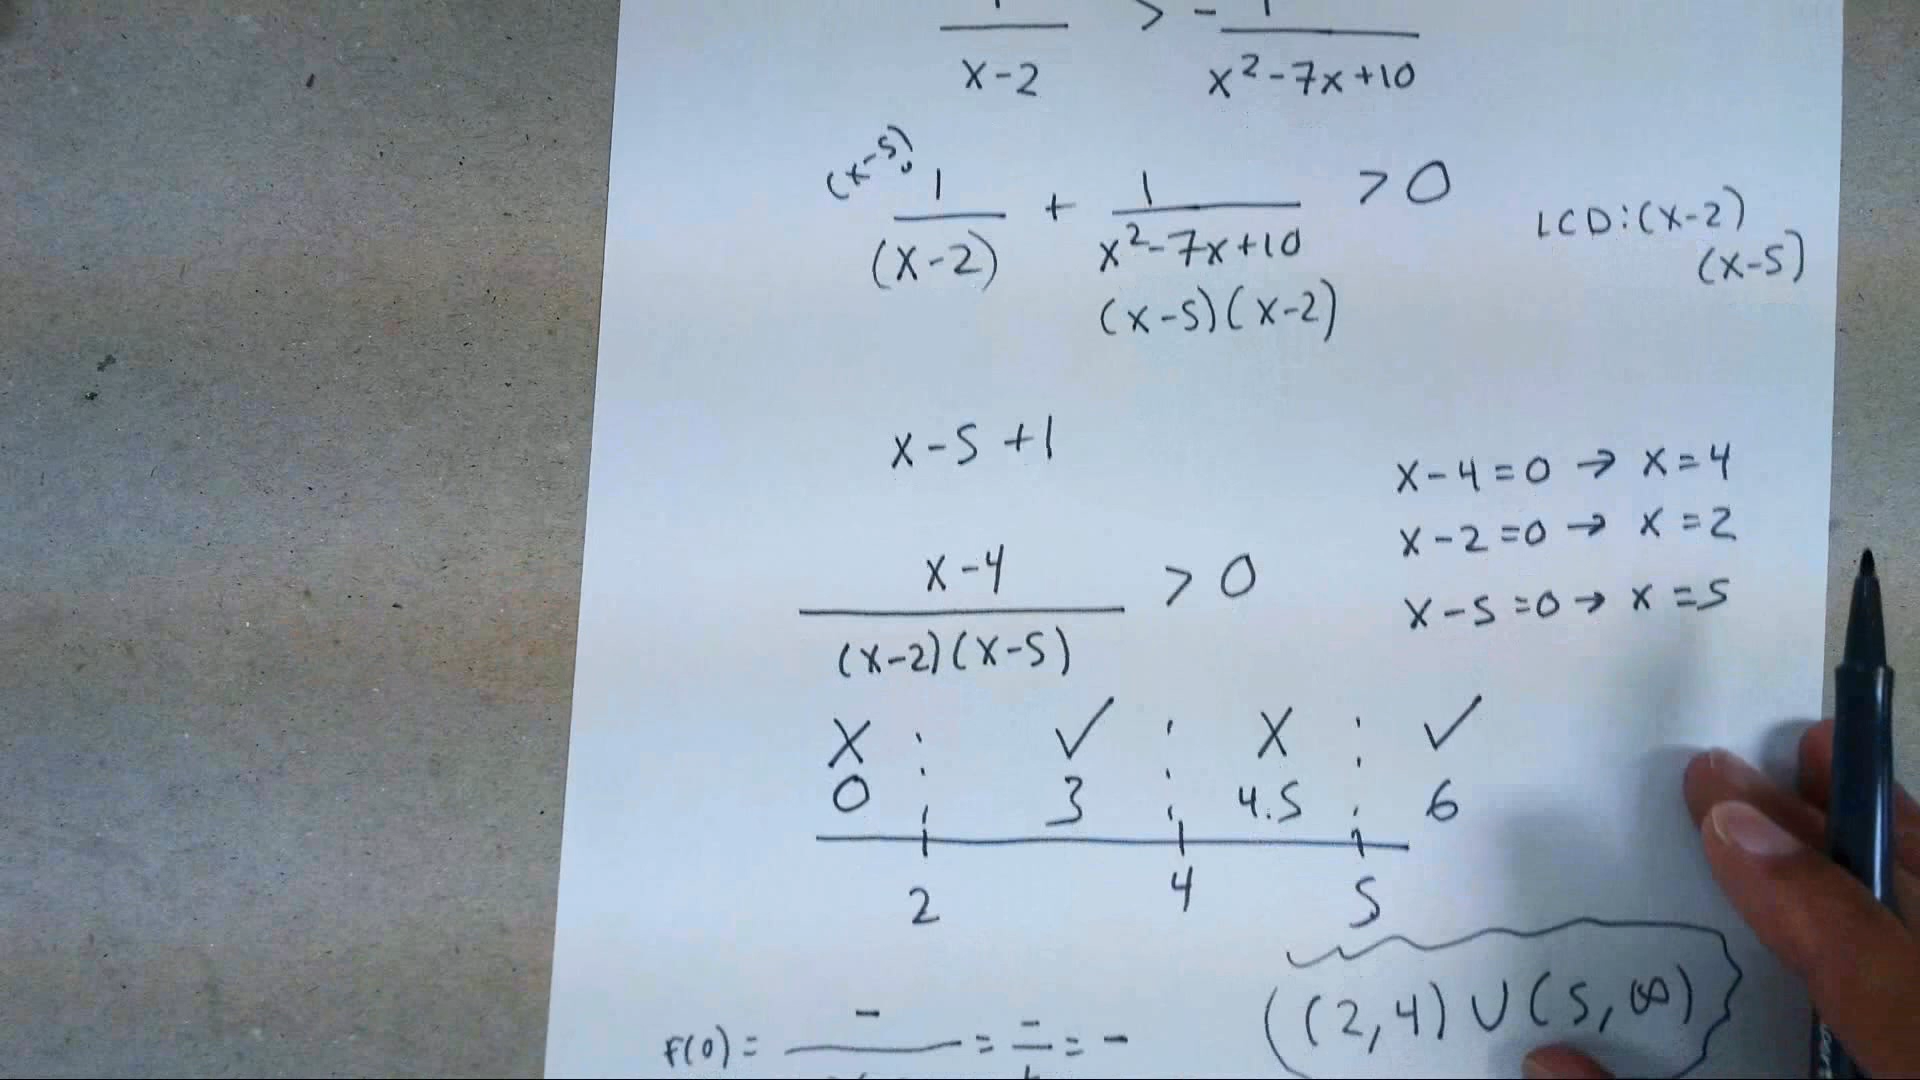 1/(x-2) > -1/(x²-7x+10)
(x-5)·1/(x-2) + 1/(x²-7x+10) > 0
LCD:(x-2)
(x-5)
(x-5)(x-2)
x-5+1
x-4=0 → x=4
x-2=0 → x=2
x-5=0 → x=5
(x-4)/((x-2)(x-5)) > 0
X ✓ X ✓
0 3 4.5 6
2 4 5
F(0) = = - = -
(2,4) ∪ (5,∞)